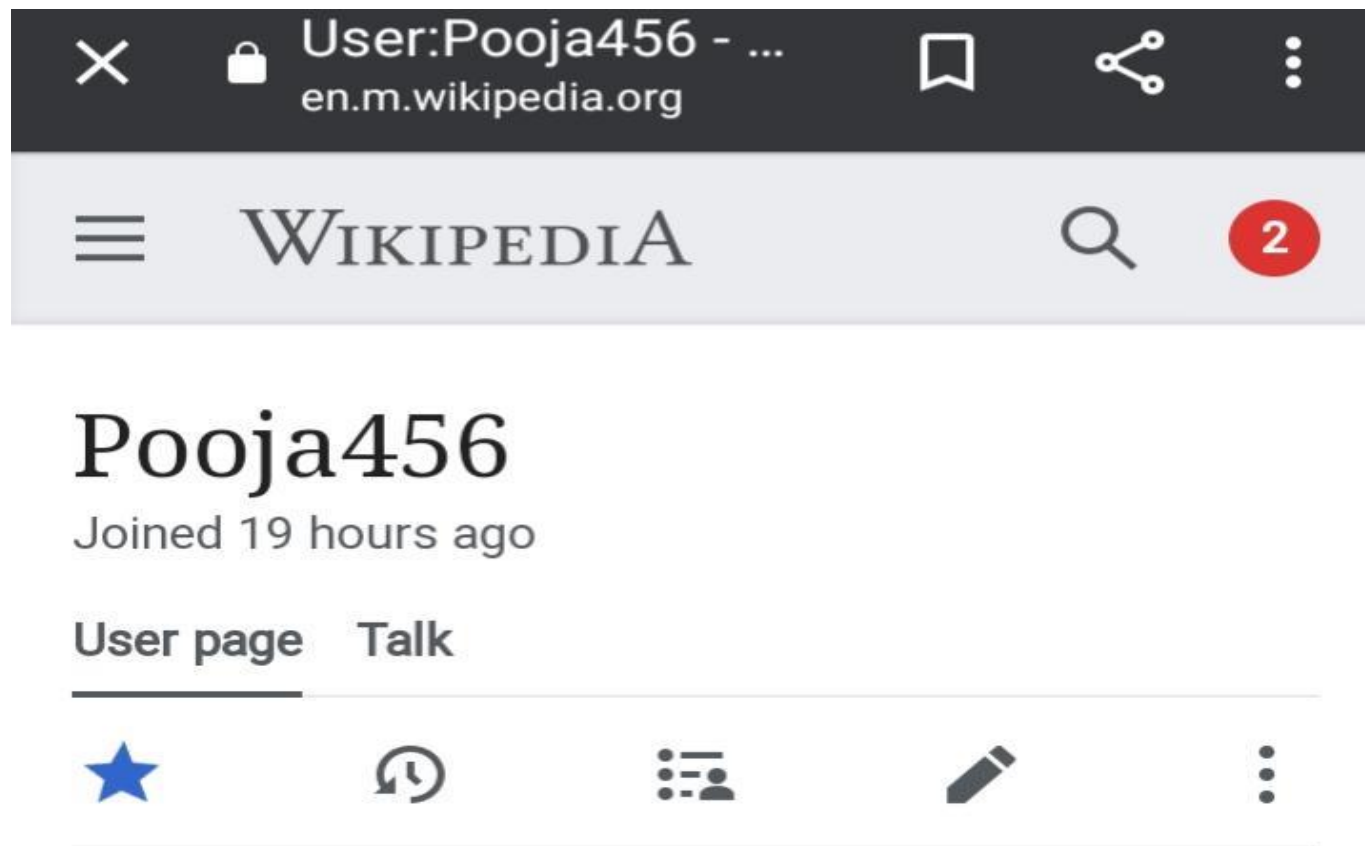 User:Pooja456 - ...
en.m.wikipedia.org
WIKIPEDIA
2
Pooja456
Joined 19 hours ago
User page Talk